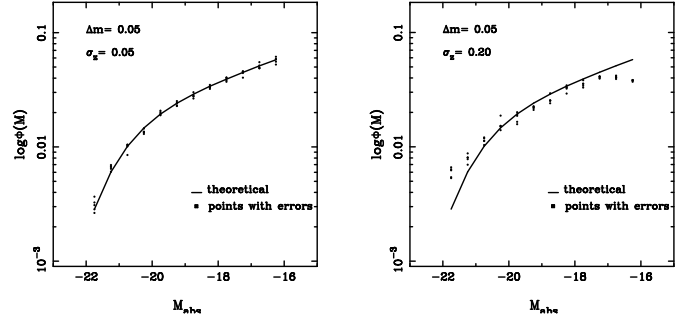 0.1
Δm= 0.05
σz= 0.05
logΦ(M)
0.01
theoretical
points with errors
10⁻³
−22 −20 −18 −16
Mabs
0.1
Δm= 0.05
σz= 0.20
logΦ(M)
0.01
theoretical
points with errors
10⁻³
−22 −20 −18 −16
Mabs